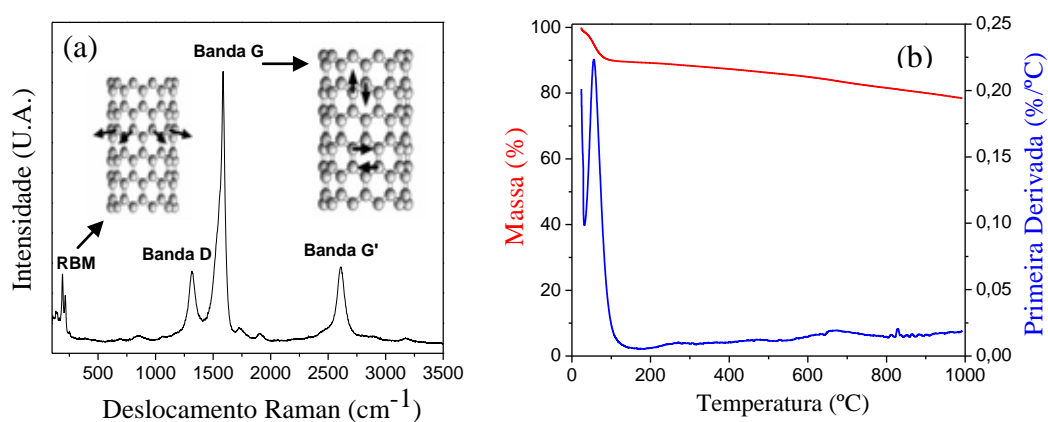 (a)
Banda G
RBM
Banda D
Banda G'
Intensidade (U.A.)
500 1000 1500 2000 2500 3000 3500
Deslocamento Raman (cm-1)
(b)
100
80
60
40
20
0
Massa (%)
0,25
0,20
0,15
0,10
0,05
0,00
Primeira Derivada (%/ºC)
0 200 400 600 800 1000
Temperatura (ºC)